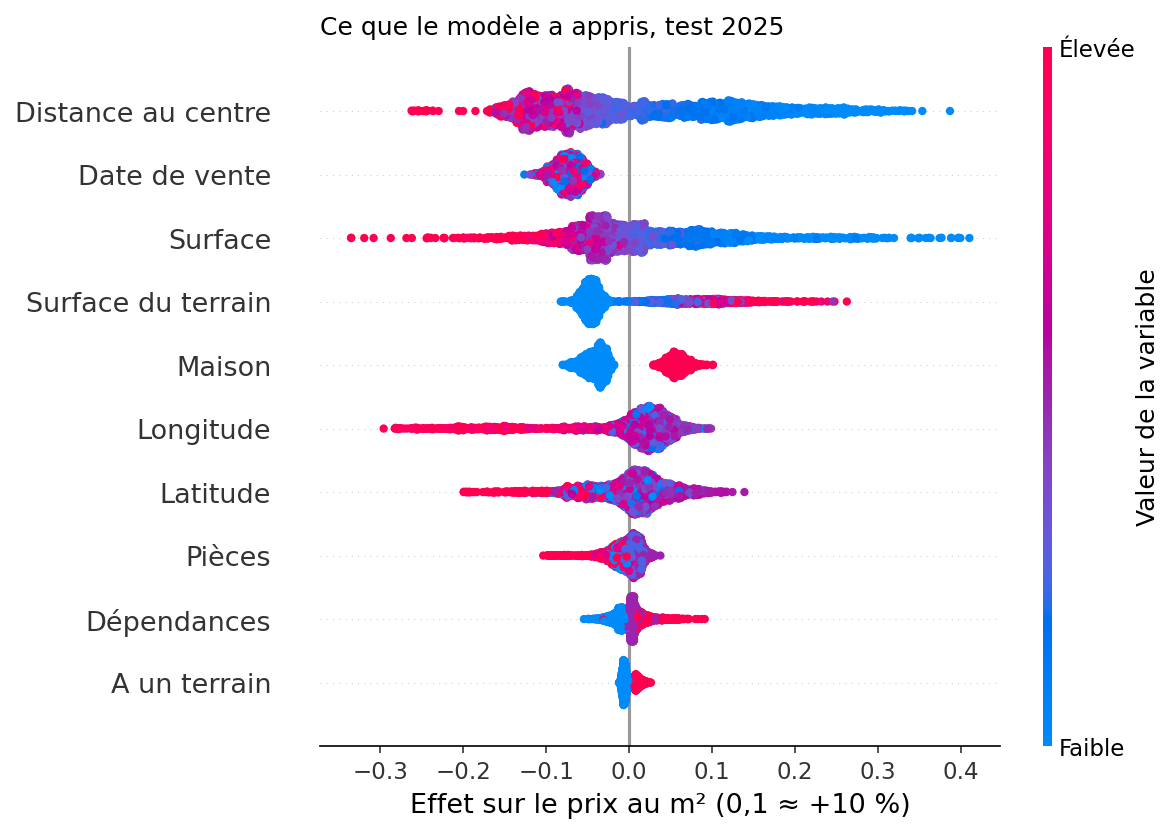 Ce que le modèle a appris, test 2025
Élevée
Distance au centre
Date de vente
Surface
Surface du terrain
Maison
Longitude
Latitude
Pièces
Dépendances
A un terrain
Valeur de la variable
Faible
−0.3 −0.2 −0.1 0.0 0.1 0.2 0.3 0.4
Effet sur le prix au m² (0,1 ≈ +10 %)